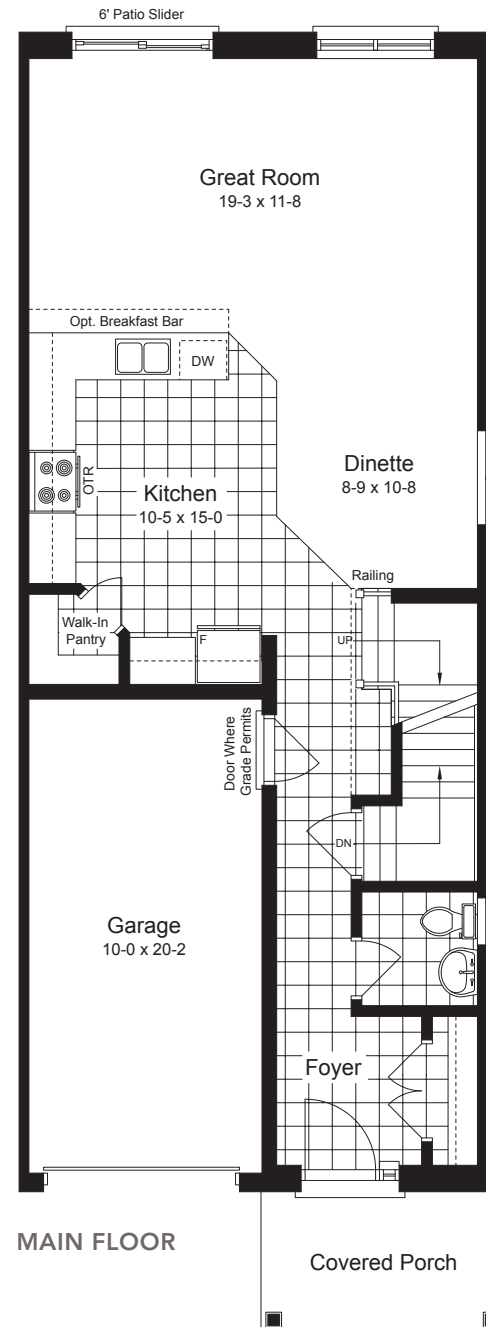 6' Patio Slider
Great Room
19-3 x 11-8
Opt. Breakfast Bar
DW
OTR
Kitchen
10-5 x 15-0
Dinette
8-9 x 10-8
Railing
Walk-In
Pantry
F
UP
Door Where
Grade Permits
DN
Garage
10-0 x 20-2
Foyer
MAIN FLOOR
Covered Porch